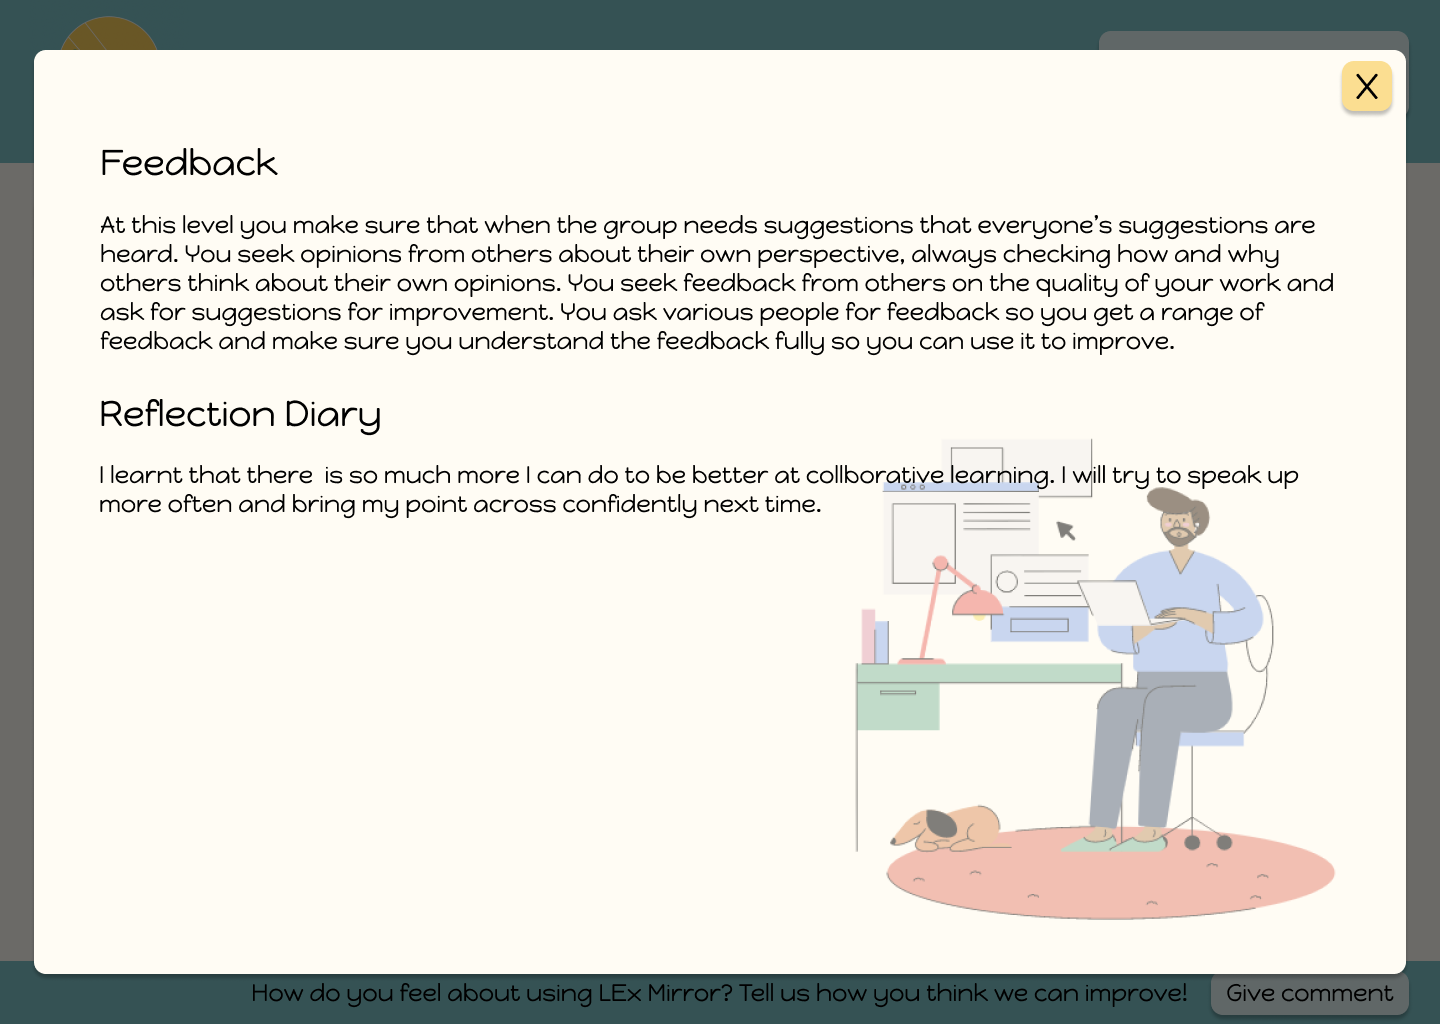 X
Feedback
At this level you make sure that when the group needs suggestions that everyone's suggestions are
heard. You seek opinions from others about their own perspective, always checking how and why
others think about their own opinions. You seek feedback from others on the quality of your work and
ask for suggestions for improvement. You ask various people for feedback so you get a range of
feedback and make sure you understand the feedback fully so you can use it to improve.
Reflection Diary
I learnt that there  is so much more I can do to be better at collborative learning. I will try to speak up
more often and bring my point across confidently next time.
How do you feel about using LEx Mirror? Tell us how you think we can improve!
Give comment